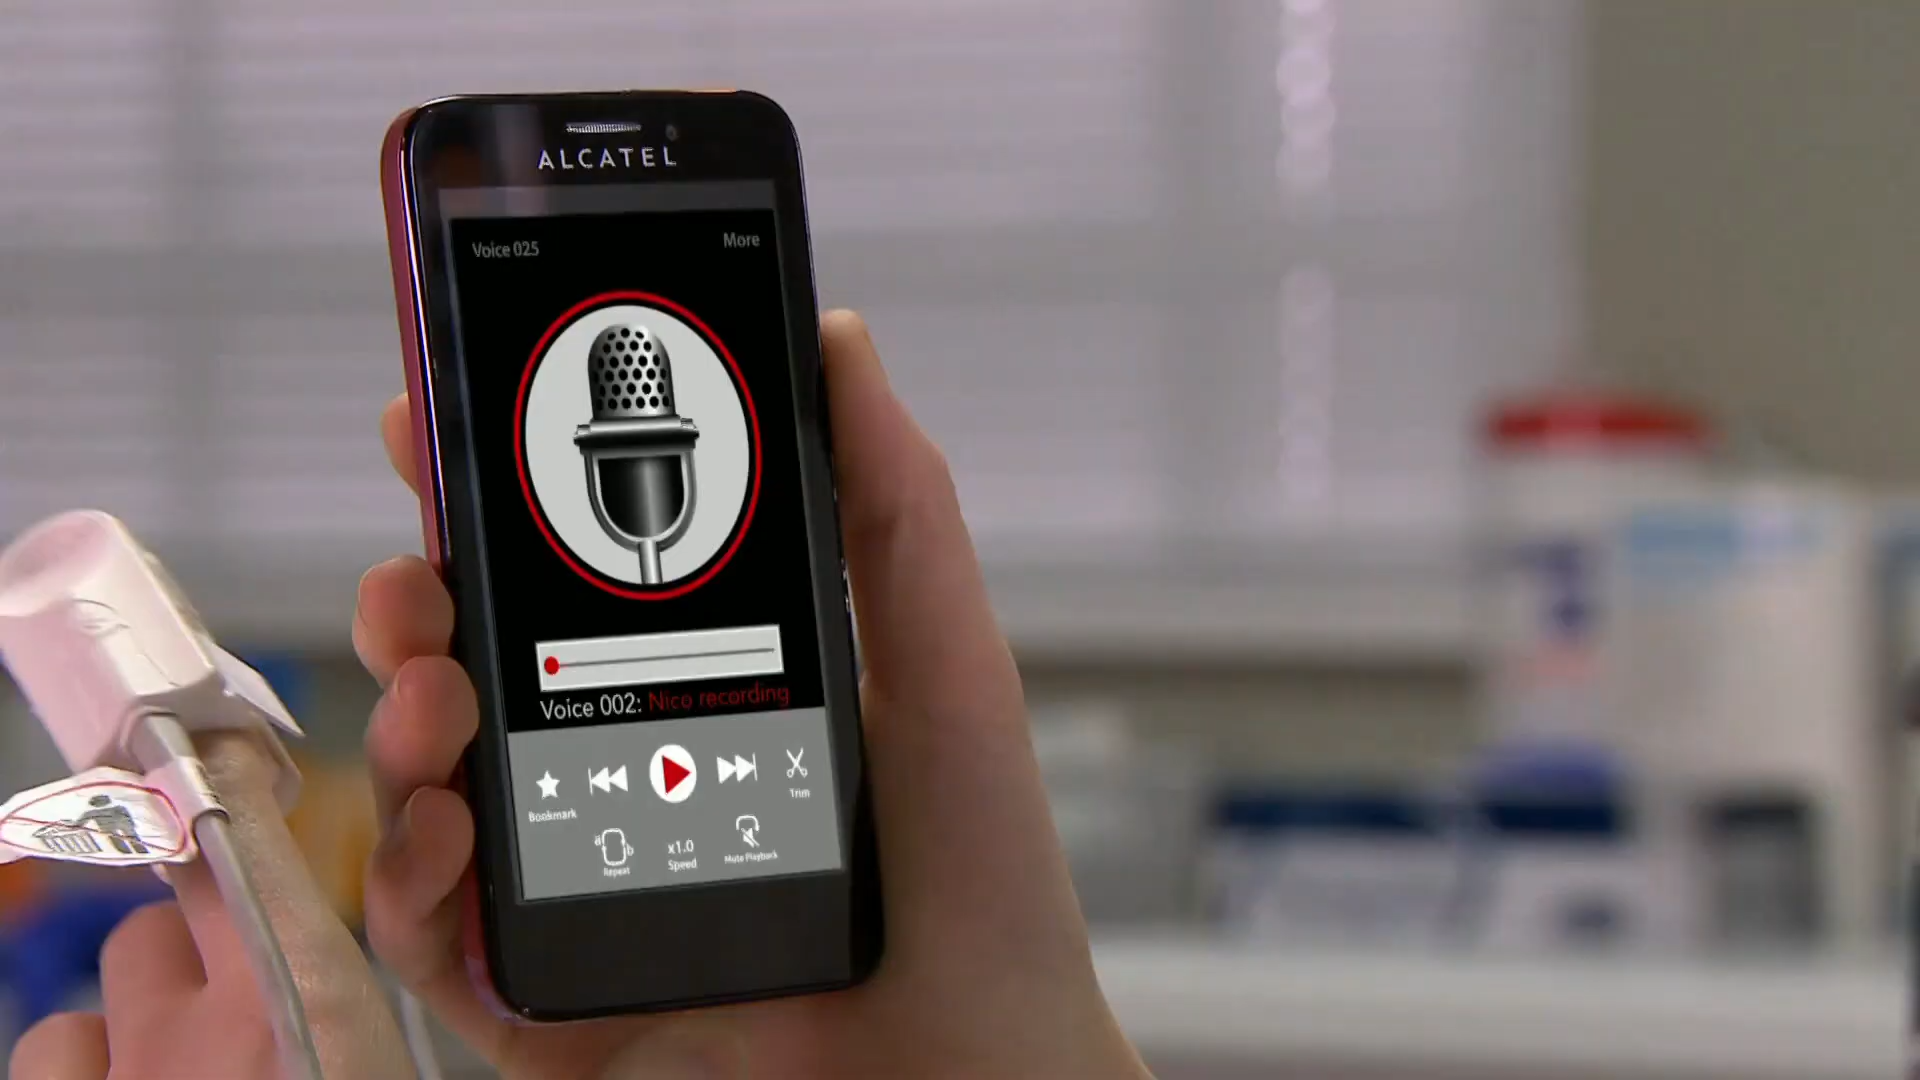 ALCATEL
Voice 025
More
Voice 002: Nico recording
Bookmark
Trim
a b
Repeat
x1.0
Speed
Mute Playback